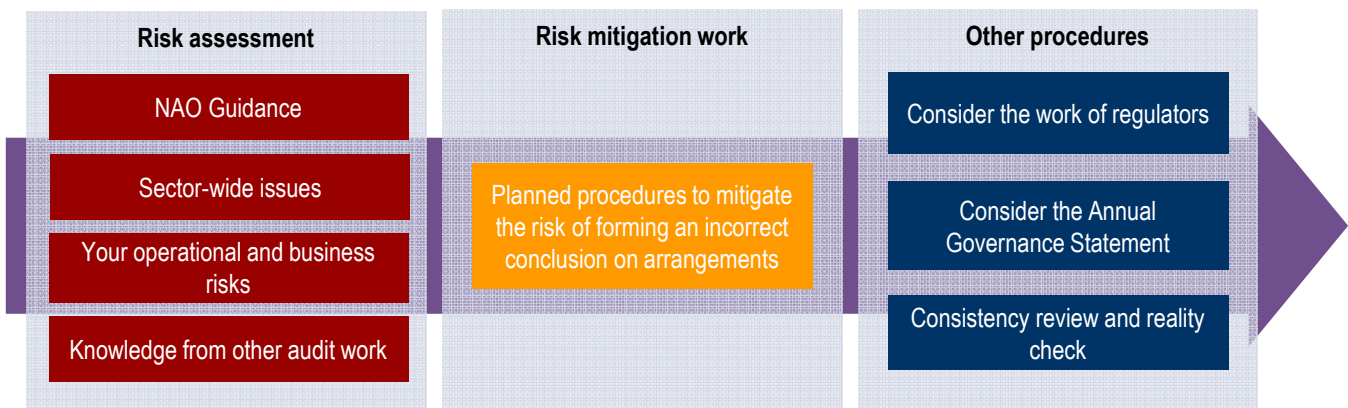 Risk assessment
NAO Guidance
Sector-wide issues
Your operational and business
risks
Knowledge from other audit work
Risk mitigation work
Planned procedures to mitigate
the risk of forming an incorrect
conclusion on arrangements
Other procedures
Consider the work of regulators
Consider the Annual
Governance Statement
Consistency review and reality
check